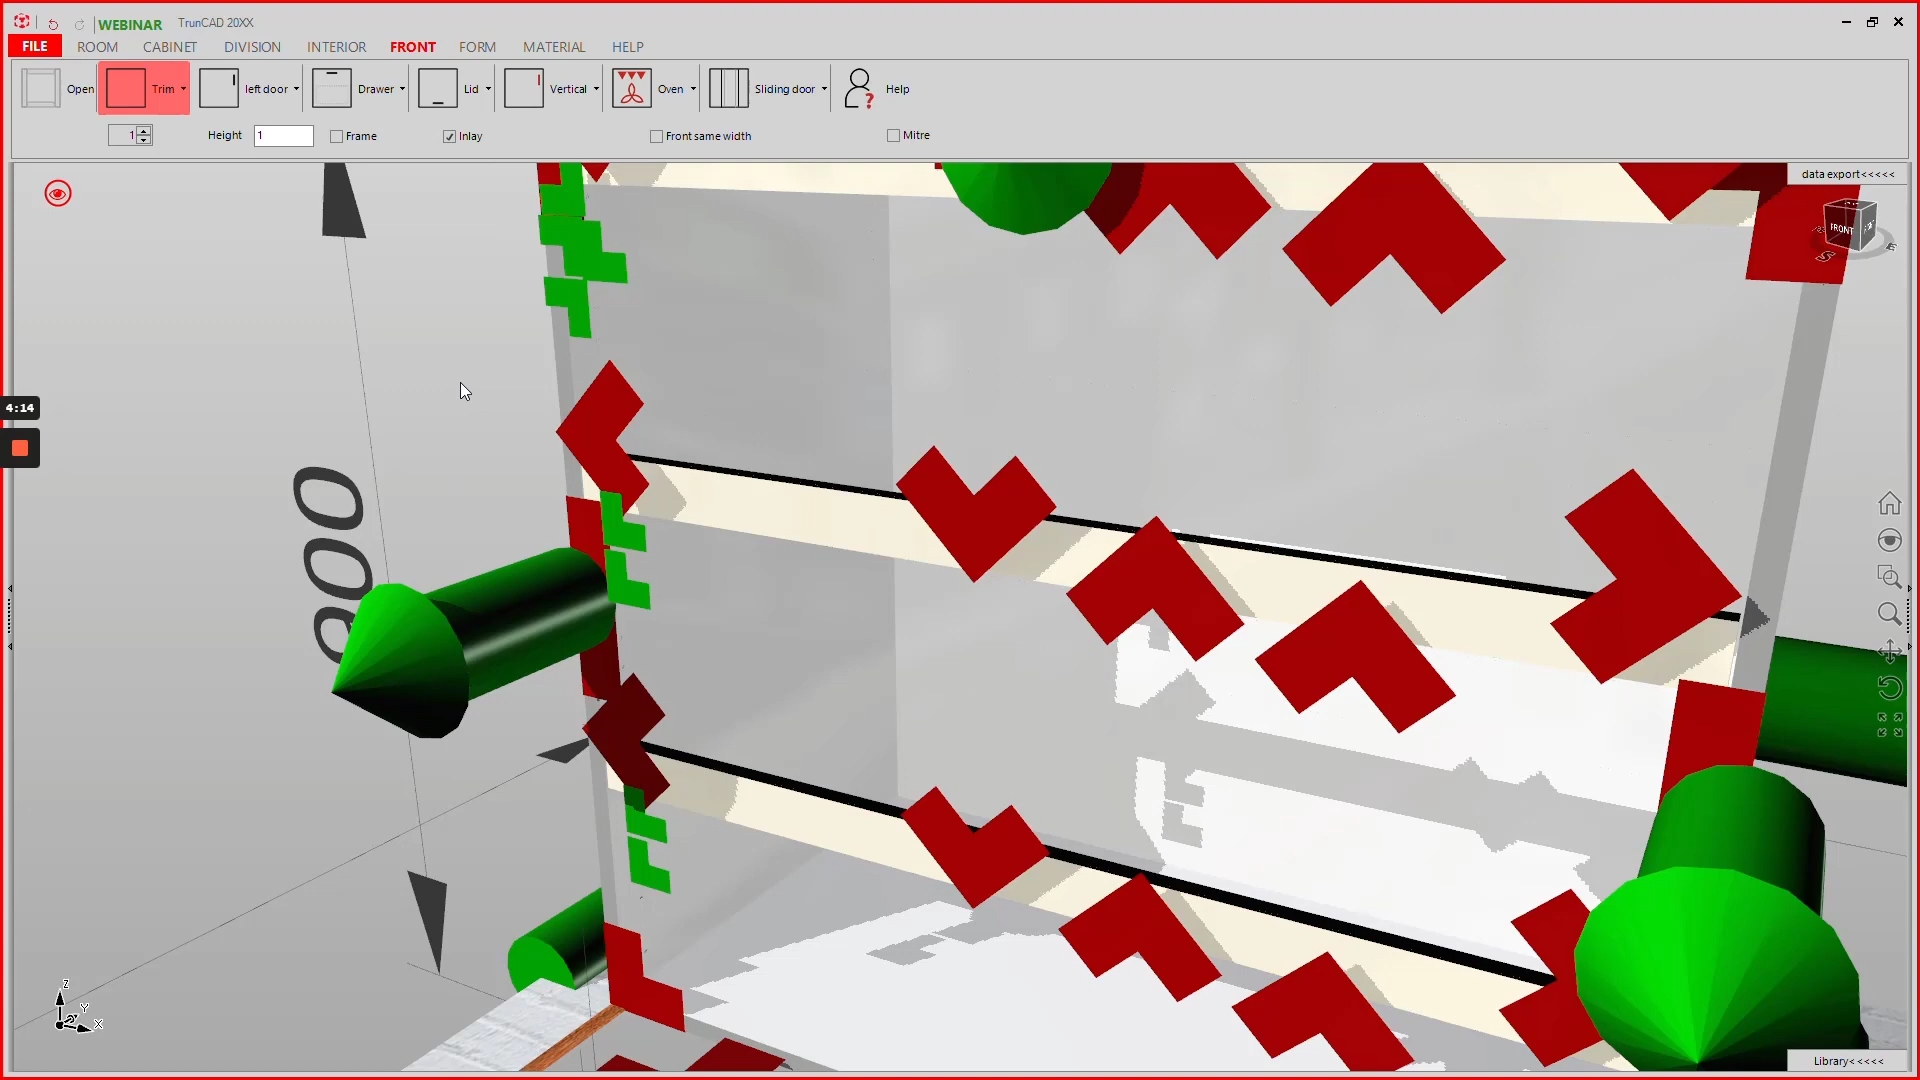 WEBINAR TrunCAD 20XX
FILE ROOM CABINET DIVISION INTERIOR FRONT FORM MATERIAL HELP
Open Trim left door Drawer Lid Vertical Oven Sliding door ? Help
1 Height 1 Frame Inlay Front same width Mitre
data export<<<<<
FRONT
S
E
4:14
800
Z
Y
X
Library<<<<<